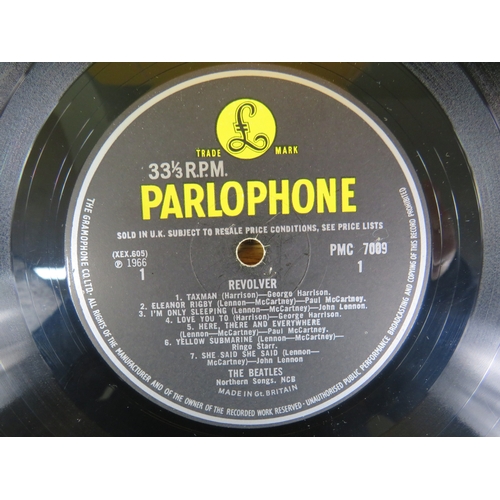 £
TRADE MARK
33⅓ R.P.M.
PARLOPHONE
SOLD IN U.K. SUBJECT TO RESALE PRICE CONDITIONS, SEE PRICE LISTS
(XEX.605)
℗ 1966
1
PMC 7009
1
REVOLVER
1. TAXMAN (Harrison)—George Harrison.
2. ELEANOR RIGBY (Lennon—McCartney)—Paul McCartney.
3. I'M ONLY SLEEPING (Lennon—McCartney)—John Lennon.
4. LOVE YOU TO (Harrison)—George Harrison.
5. HERE, THERE AND EVERYWHERE
(Lennon—McCartney)—Paul McCartney.
6. YELLOW SUBMARINE (Lennon—McCartney)—
Ringo Starr.
7. SHE SAID SHE SAID (Lennon—
McCartney)—John Lennon
THE BEATLES
Northern Songs, NCB
MADE IN Gt. BRITAIN
THE GRAMOPHONE CO. LTD. ALL RIGHTS OF THE MANUFACTURER AND OF THE OWNER OF THE RECORDED WORK RESERVED. UNAUTHORISED PUBLIC PERFORMANCE BROADCASTING AND COPYING OF THIS RECORD PROHIBITED